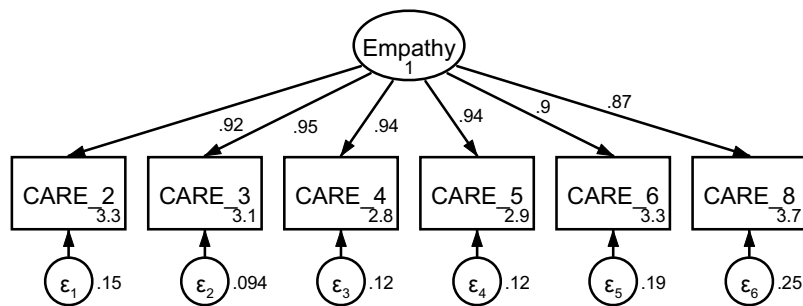 Empathy
1
.92 .95 .94 .94 .9 .87
CARE_2 CARE_3 CARE_4 CARE_5 CARE_6 CARE_8
3.3 3.1 2.8 2.9 3.3 3.7
ε1 .15 ε2 .094 ε3 .12 ε4 .12 ε5 .19 ε6 .25